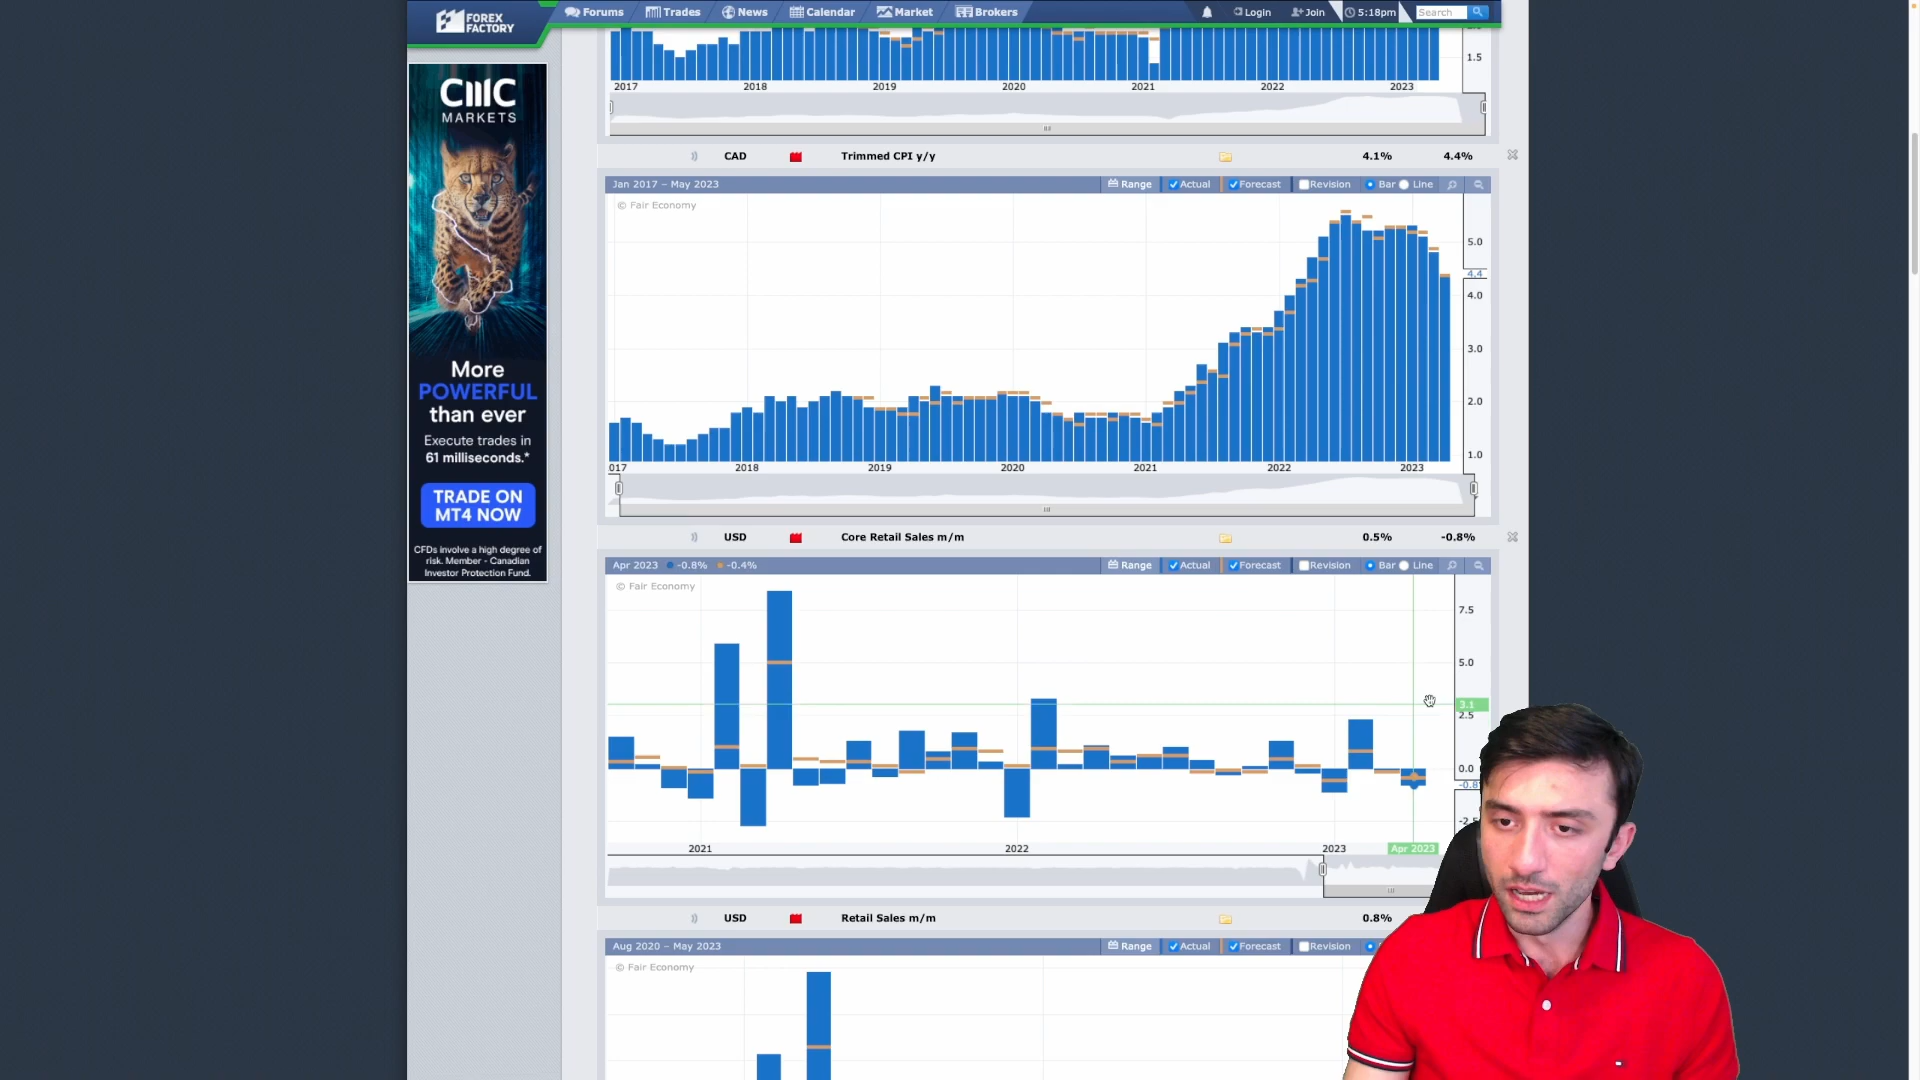 FOREX
FACTORY
Forums
Trades
News
Calendar
Market
Brokers
Login
Join
5:18pm
Search
CMC
MARKETS
More
POWERFUL
than ever
Execute trades in
61 milliseconds.*
TRADE ON
MT4 NOW
CFDs involve a high degree of
risk. Member - Canadian
Investor Protection Fund.
1.5
2017 2018 2019 2020 2021 2022 2023
CAD Trimmed CPI y/y 4.1% 4.4%
Jan 2017 – May 2023 Range Actual Forecast Revision Bar Line
© Fair Economy
5.0
4.4
4.0
3.0
2.0
1.0
017 2018 2019 2020 2021 2022 2023
USD Core Retail Sales m/m 0.5% -0.8%
Apr 2023 -0.8% -0.4% Range Actual Forecast Revision Bar Line
© Fair Economy
7.5
5.0
3.1
2.5
0.0
-0.8
2021 2022 2023 Apr 2023
USD Retail Sales m/m 0.8%
Aug 2020 – May 2023 Range Actual Forecast Revision
© Fair Economy